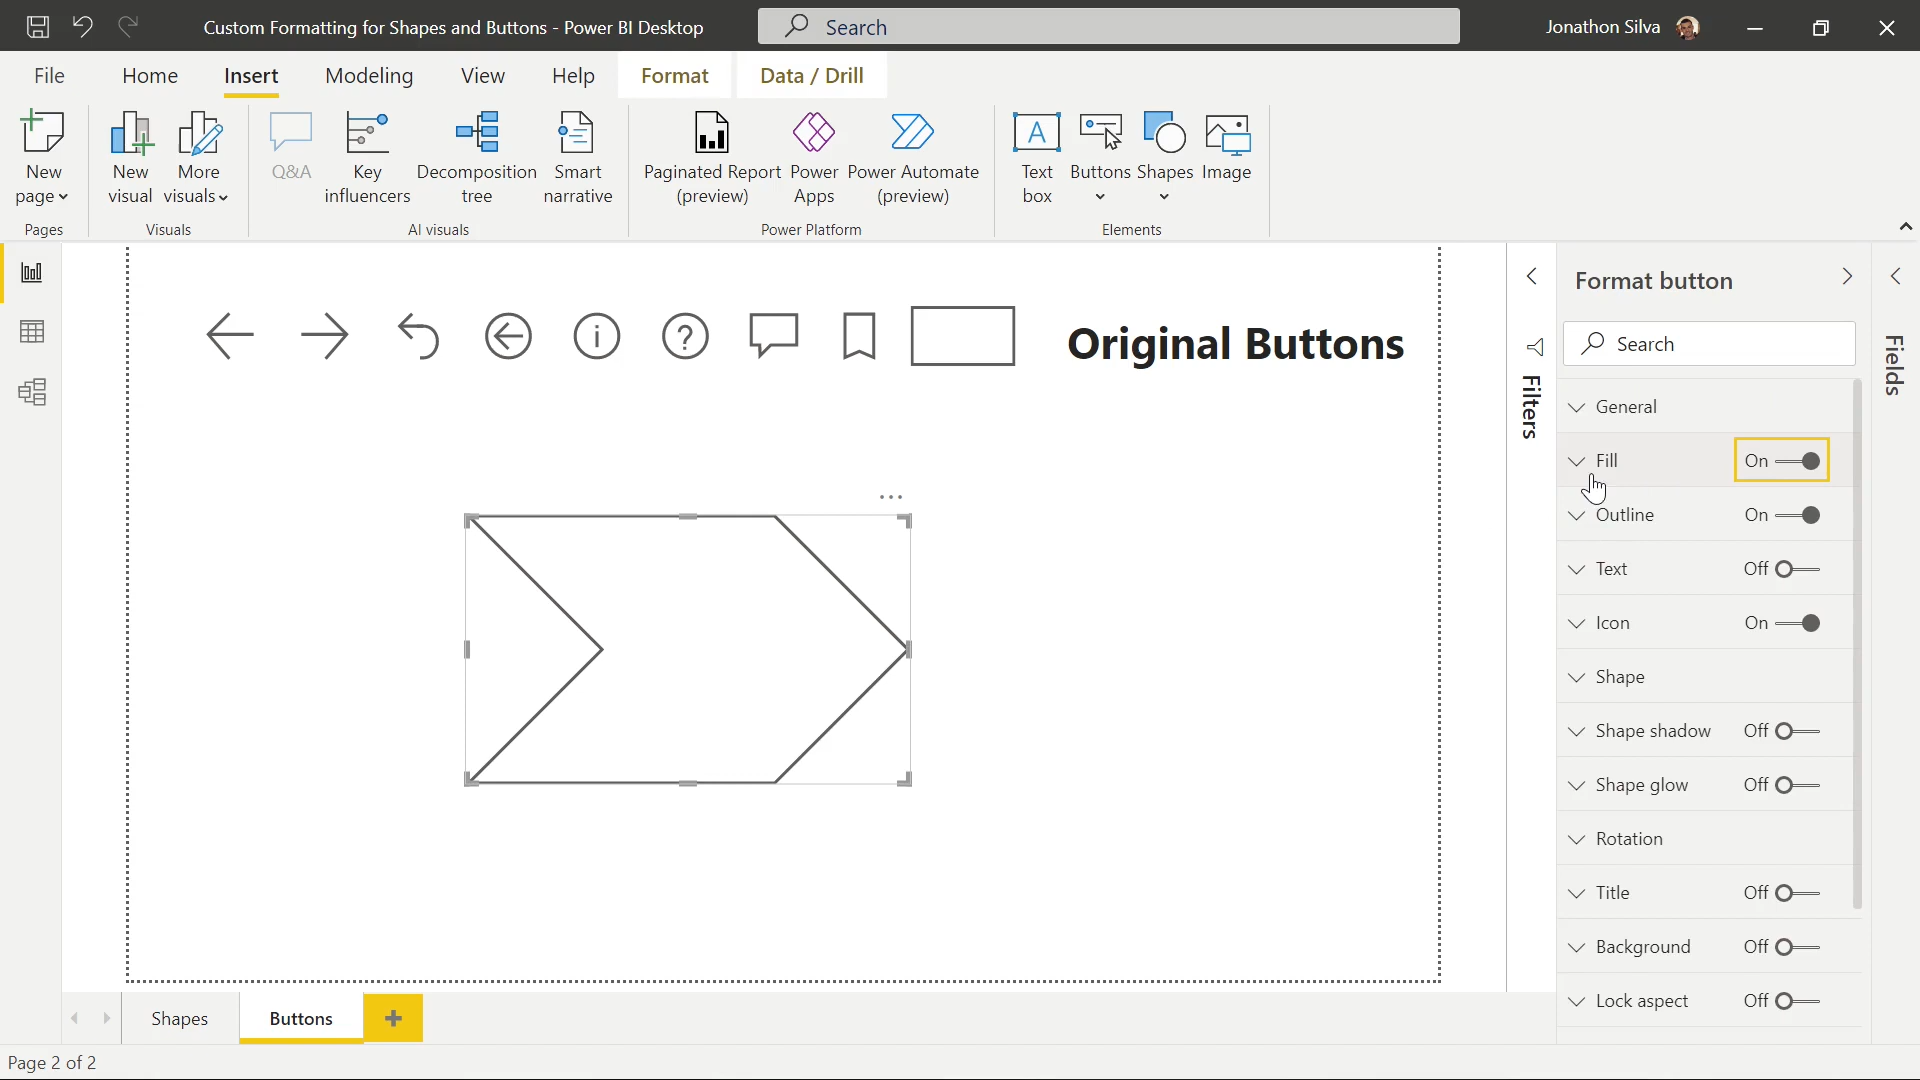 Custom Formatting for Shapes and Buttons - Power BI Desktop
Search
Jonathon Silva
File
Home
Insert
Modeling
View
Help
Format
Data / Drill
New
page
Pages
New
visual
More
visuals
Visuals
Q&A
Key
influencers
Decomposition
tree
Smart
narrative
AI visuals
Paginated Report
(preview)
Power
Apps
Power Automate
(preview)
Power Platform
A
Text
box
Buttons
Shapes
Image
Elements
i
?
Original Buttons
Filters
Format button
Search
General
Fill
On
Outline
On
Text
Off
Icon
On
Shape
Shape shadow
Off
Shape glow
Off
Rotation
Title
Off
Background
Off
Lock aspect
Off
Fields
Shapes
Buttons
Page 2 of 2